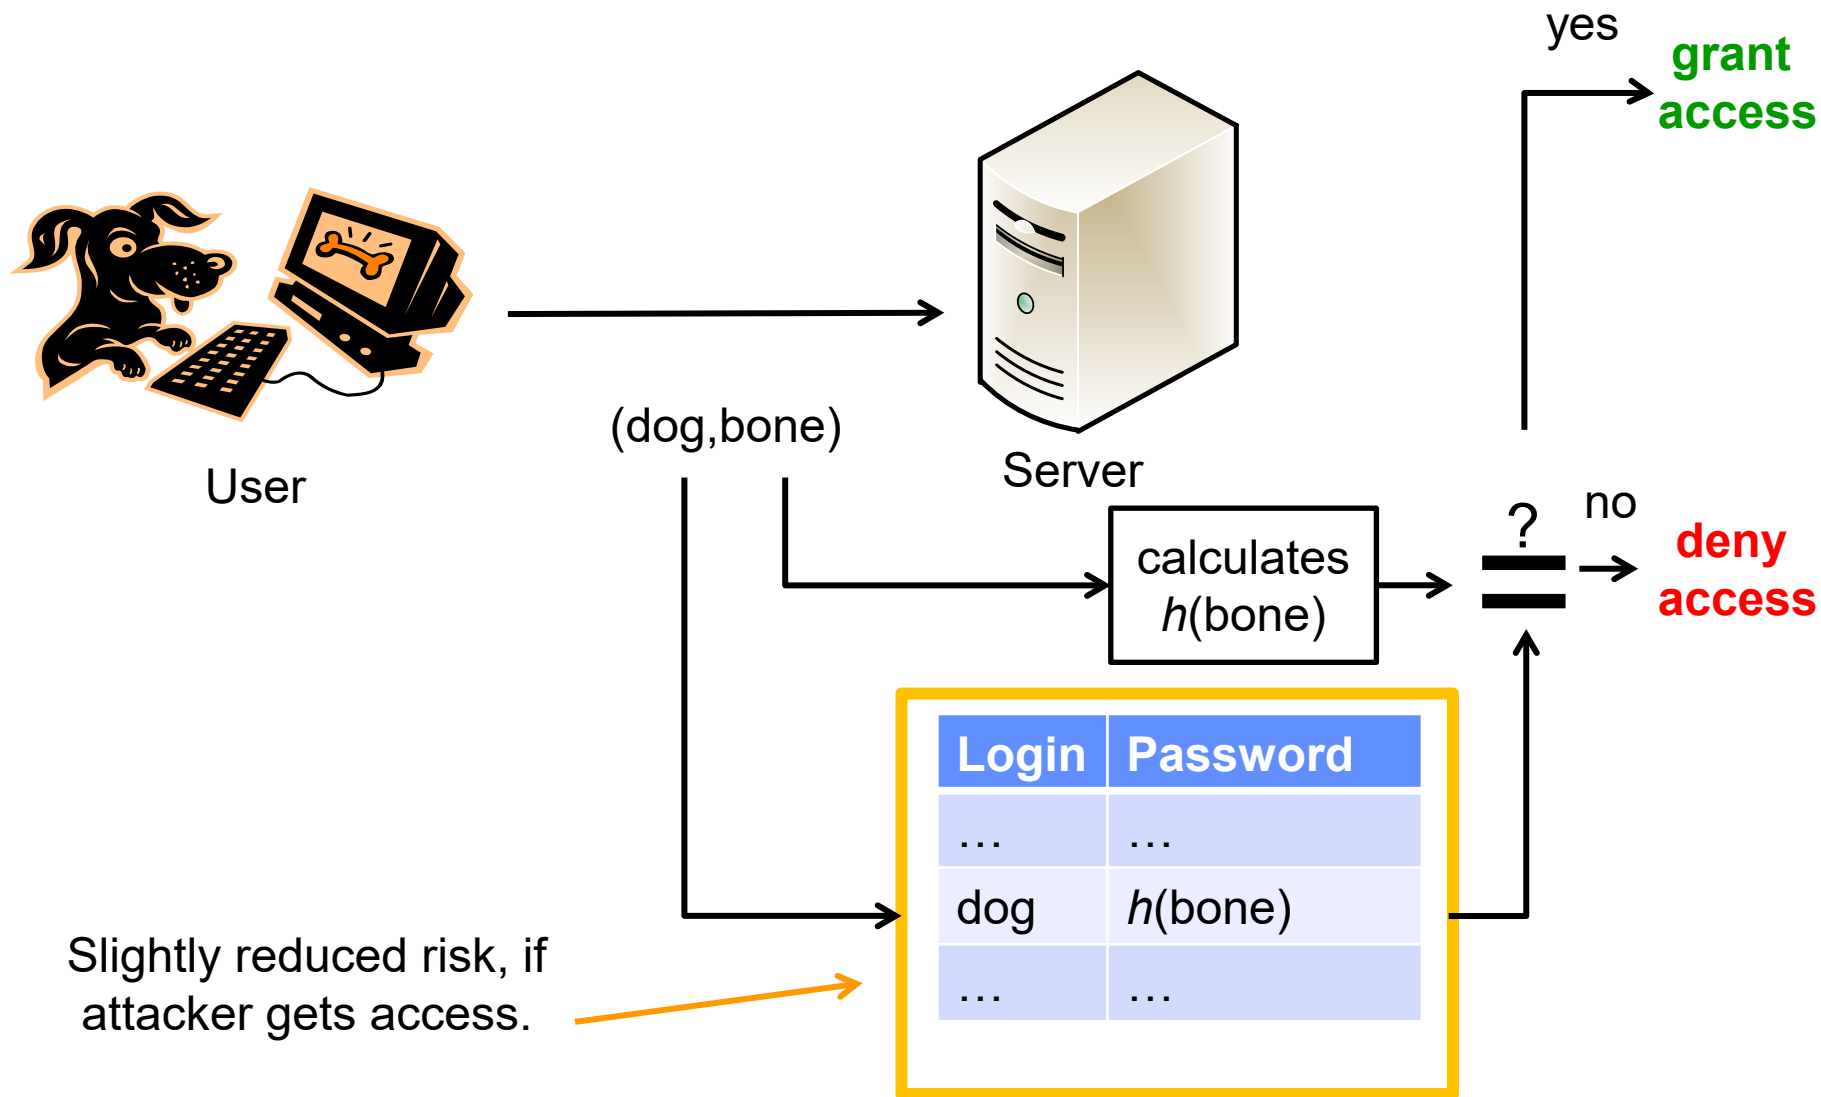 yes
grant
access
(dog,bone)
User
Server
calculates
h(bone)
?
no
deny
access
Login Password
… …
dog h(bone)
… …
Slightly reduced risk, if
attacker gets access.